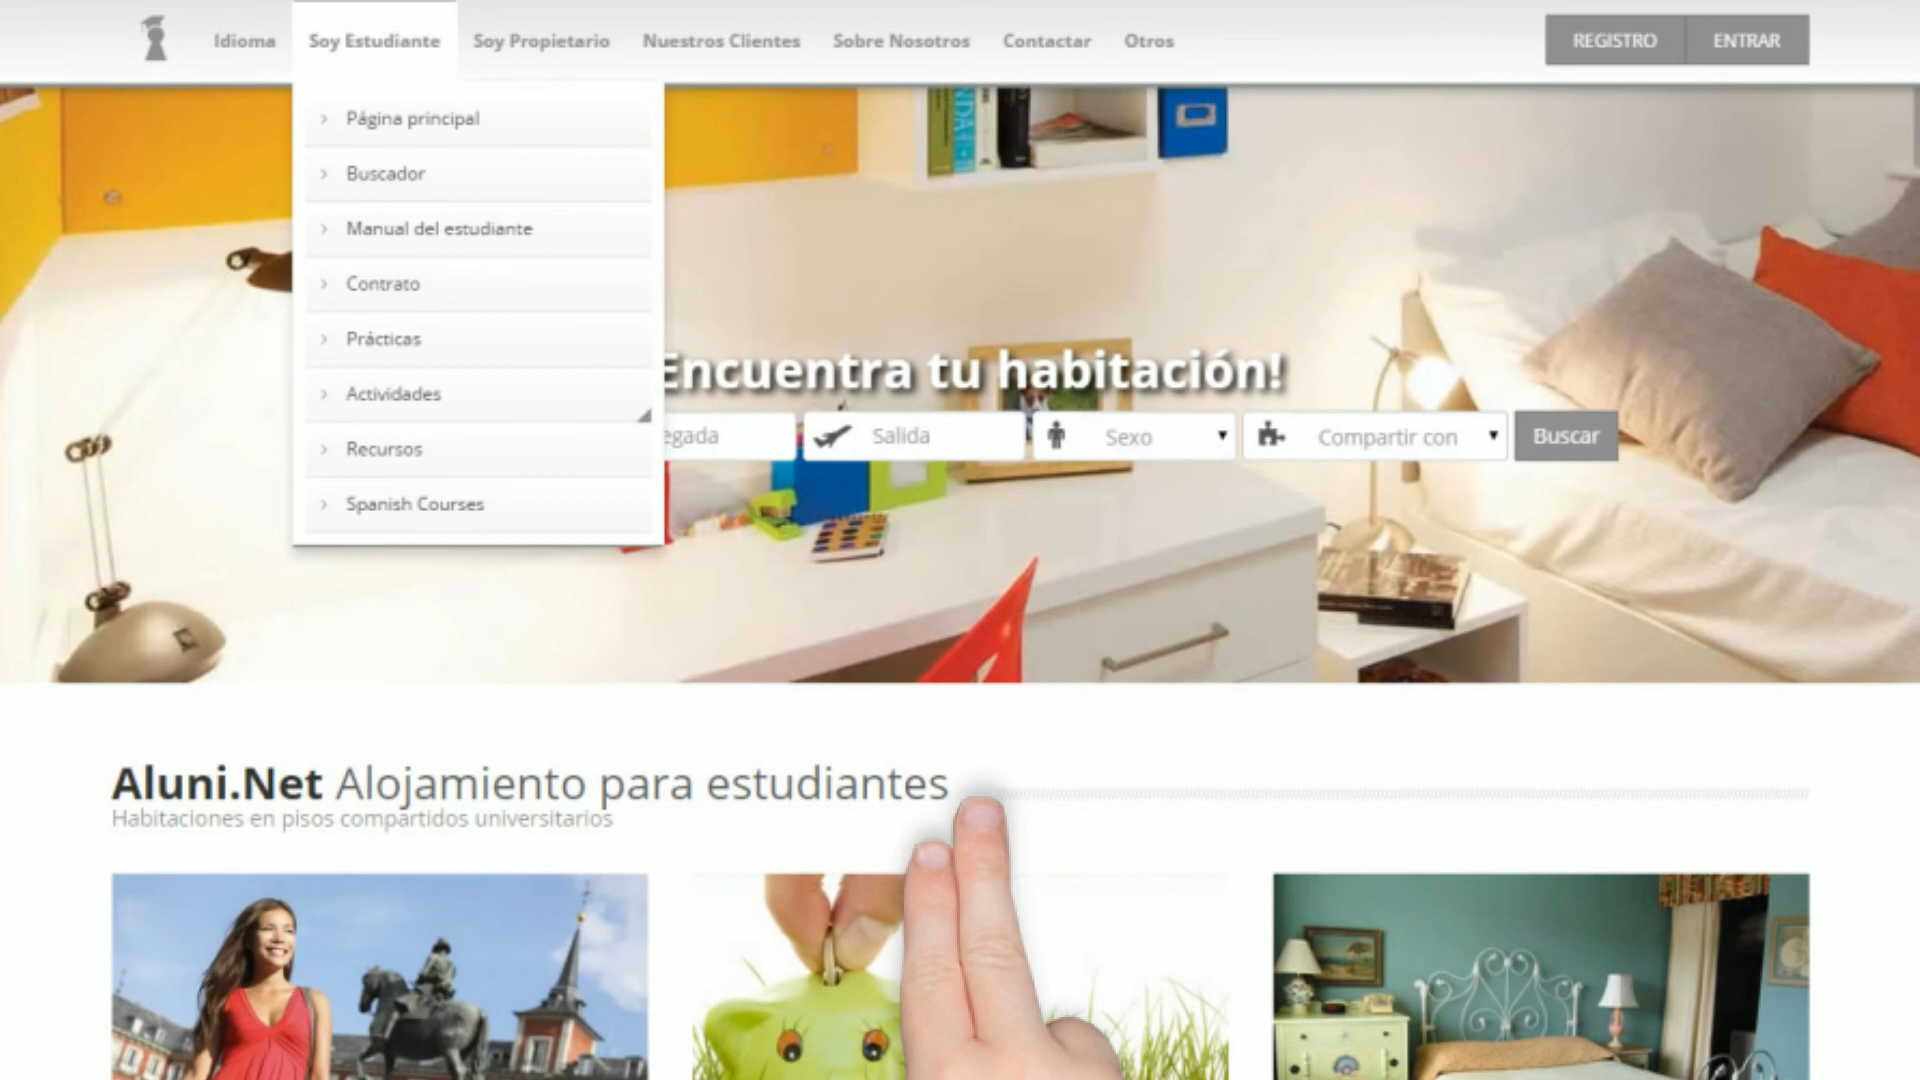 Idioma
Soy Estudiante
Soy Propietario
Nuestros Clientes
Sobre Nosotros
Contactar
Otros
REGISTRO
ENTRAR
Página principal
Buscador
Manual del estudiante
Contrato
Prácticas
Actividades
Recursos
Spanish Courses
Encuentra tu habitación!
egada
Salida
Sexo
Compartir con
Buscar
Aluni.Net Alojamiento para estudiantes
Habitaciones en pisos compartidos universitarios